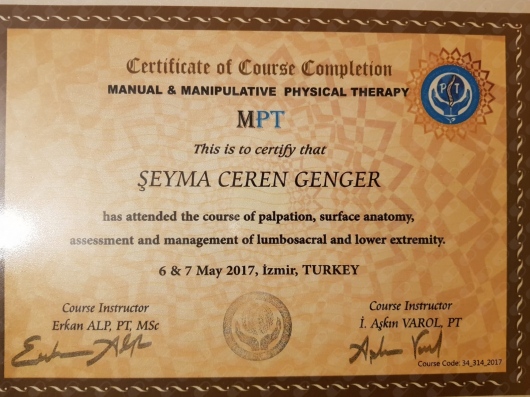 Certificate of Course Completion
MANUAL & MANIPULATIVE PHYSICAL THERAPY
MPT
PT
This is to certify that
ŞEYMA CEREN GENGER
has attended the course of palpation, surface anatomy,
assessment and management of lumbosacral and lower extremity.
6 & 7 May 2017, İzmir, TURKEY
Course Instructor
Erkan ALP, PT, MSc
Course Instructor
İ. Aşkın VAROL, PT
Course Code: 34_314_2017